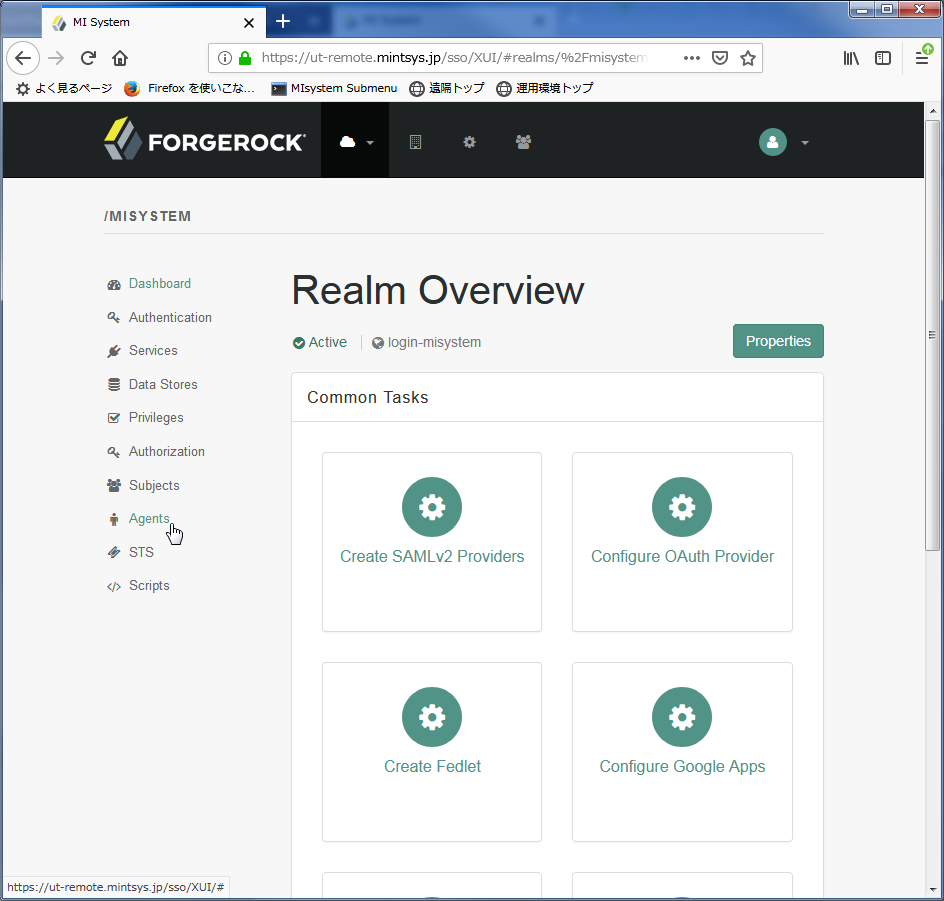 MI System
MI System
https://ut-remote.mintsys.jp/sso/XUI/#realms/%2Fmisystem
よく見るページ
Firefox を使いこな...
MIsystem Submenu
遠隔トップ
運用環境トップ
FORGEROCK
/MISYSTEM
Dashboard
Authentication
Services
Data Stores
Privileges
Authorization
Subjects
Agents
STS
Scripts
Realm Overview
Active
login-misystem
Properties
Common Tasks
Create SAMLv2 Providers
Configure OAuth Provider
Create Fedlet
Configure Google Apps
https://ut-remote.mintsys.jp/sso/XUI/#